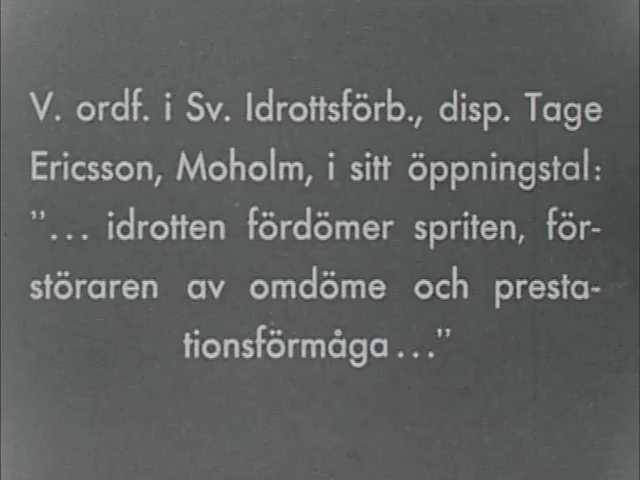 V. ordf. i Sv. Idrottsförb., disp. Tage
Ericsson, Moholm, i sitt öppningstal:
”... idrotten fördömer spriten, för-
störaren av omdöme och presta-
tionsförmåga...”